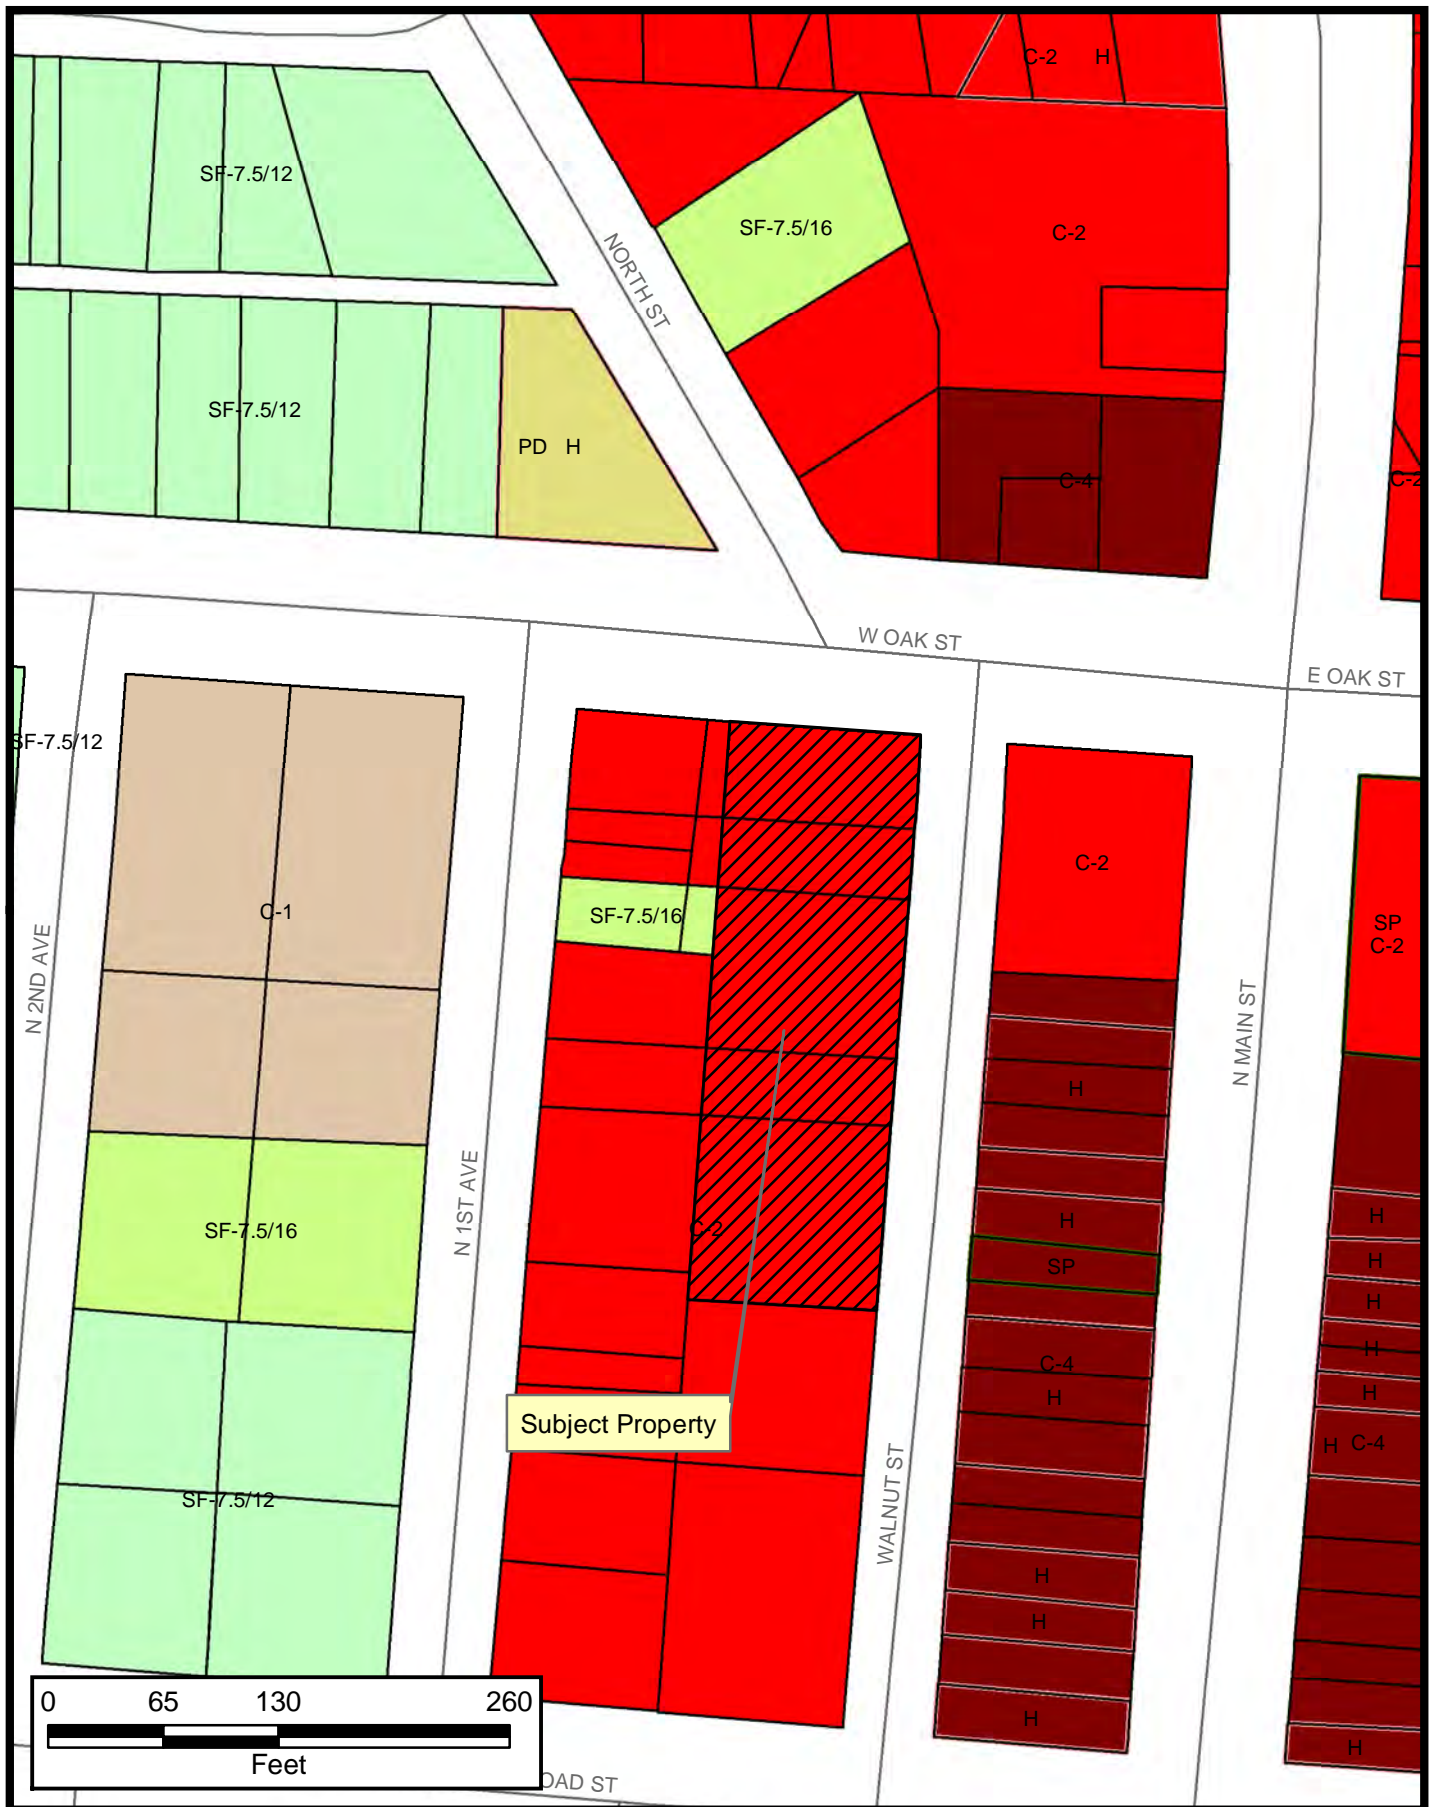 C-2 H
SF-7.5/12
SF-7.5/16
C-2
NORTH ST
SF-7.5/12
PD H
C-4
C-2
W OAK ST
E OAK ST
SF-7.5/12
C-2
C-1
SF-7.5/16
SP
C-2
N 2ND AVE
N MAIN ST
H
N 1ST AVE
SF-7.5/16
C-2
H
H
SP
H
H
C-4
H
H
H
Subject Property
H C-4
SF-7.5/12
WALNUT ST
H
H
H
H
0 65 130 260
Feet
OAD ST